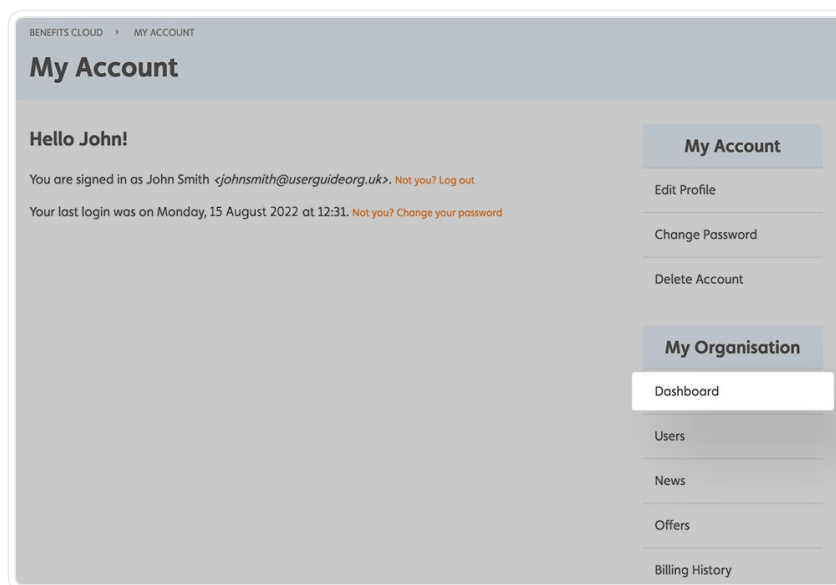 BENEFITS CLOUD > MY ACCOUNT
My Account
Hello John!
You are signed in as John Smith <johnsmith@userguideorg.uk>. Not you? Log out
Your last login was on Monday, 15 August 2022 at 12:31. Not you? Change your password
My Account
Edit Profile
Change Password
Delete Account
My Organisation
Dashboard
Users
News
Offers
Billing History